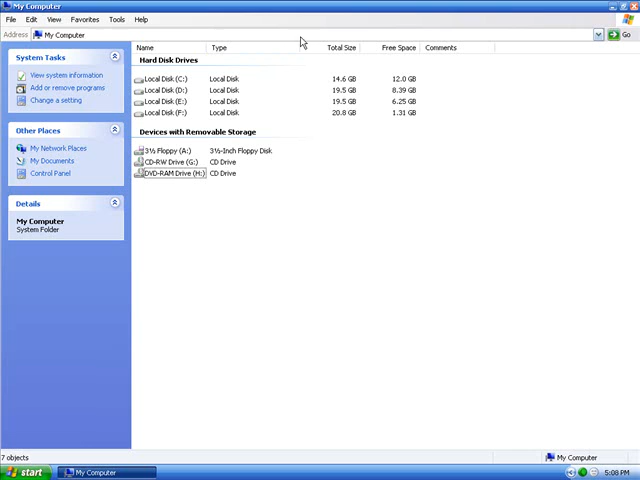 My Computer
File Edit View Favorites Tools Help
Address My Computer Go
System Tasks
View system information
Add or remove programs
Change a setting
Other Places
My Network Places
My Documents
Control Panel
Details
My Computer
System Folder
Name Type Total Size Free Space Comments
Hard Disk Drives
Local Disk (C:) Local Disk 14.6 GB 12.0 GB
Local Disk (D:) Local Disk 19.5 GB 8.39 GB
Local Disk (E:) Local Disk 19.5 GB 6.25 GB
Local Disk (F:) Local Disk 20.8 GB 1.31 GB
Devices with Removable Storage
3½ Floppy (A:) 3½-Inch Floppy Disk
CD-RW Drive (G:) CD Drive
DVD-RAM Drive (H:) CD Drive
7 objects My Computer
start My Computer 5:08 PM